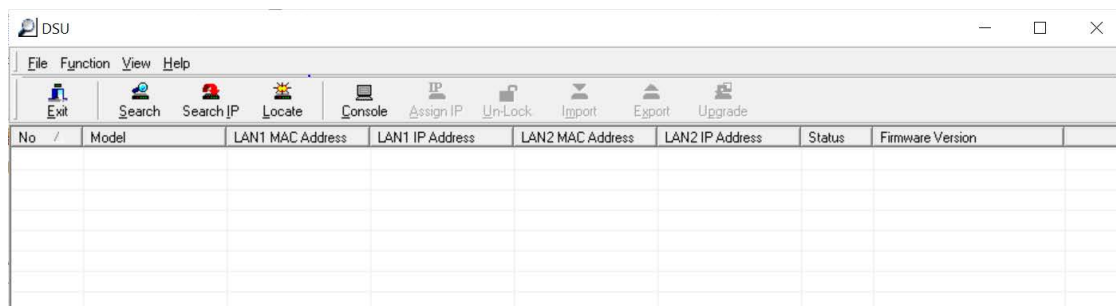 DSU
File Function View Help
Exit Search Search IP Locate Console Assign IP Un-Lock Import Export Upgrade
No / Model LAN1 MAC Address LAN1 IP Address LAN2 MAC Address LAN2 IP Address Status Firmware Version